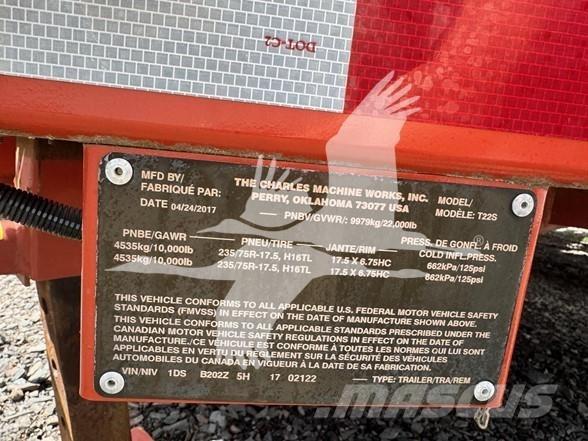 DOT-C2
MFD BY/ THE CHARLES MACHINE WORKS, INC. MODEL/
FABRIQUÉ PAR: PERRY, OKLAHOMA 73077 USA MODÈLE: T22S
DATE 04/24/2017 PNBV/GVWR/: 9979kg/22,000lb
PNBE/GAWR PNEU/TIRE JANTE/RIM PRESS. DE GONFL. À FROID
COLD INFL.PRESS.
4535kg/10,000lb 235/75R-17.5, H16TL 17.5 X 6.75HC 862kPa/125psi
4535kg/10,000lb 235/75R-17.5, H16TL 17.5 X 6.75HC 862kPa/125psi
THIS VEHICLE CONFORMS TO ALL APPLICABLE U.S. FEDERAL MOTOR VEHICLE SAFETY
STANDARDS (FMVSS) IN EFFECT ON THE DATE OF MANUFACTURE SHOWN ABOVE.
THIS VEHICLE CONFORMS TO ALL APPLICABLE STANDARDS PRESCRIBED UNDER THE
CANADIAN MOTOR VEHICLE SAFETY REGULATIONS IN EFFECT ON THE DATE OF
MANUFACTURE./CE VÉHICULE EST CONFORME À TOUTES LES NORMES QUI LUI SONT
APPLICABLES EN VERTU DU RÈGLEMENT SUR LA SÉCURITÉ DES VÉHICLES
AUTOMOBILES DU CANADA EN VIGUEUR À LA DATE DE SA FABRICATION.
VIN/NIV 1DS B202Z 5H 17 02122 TYPE: TRAILER/TRA/REM
MASCUS